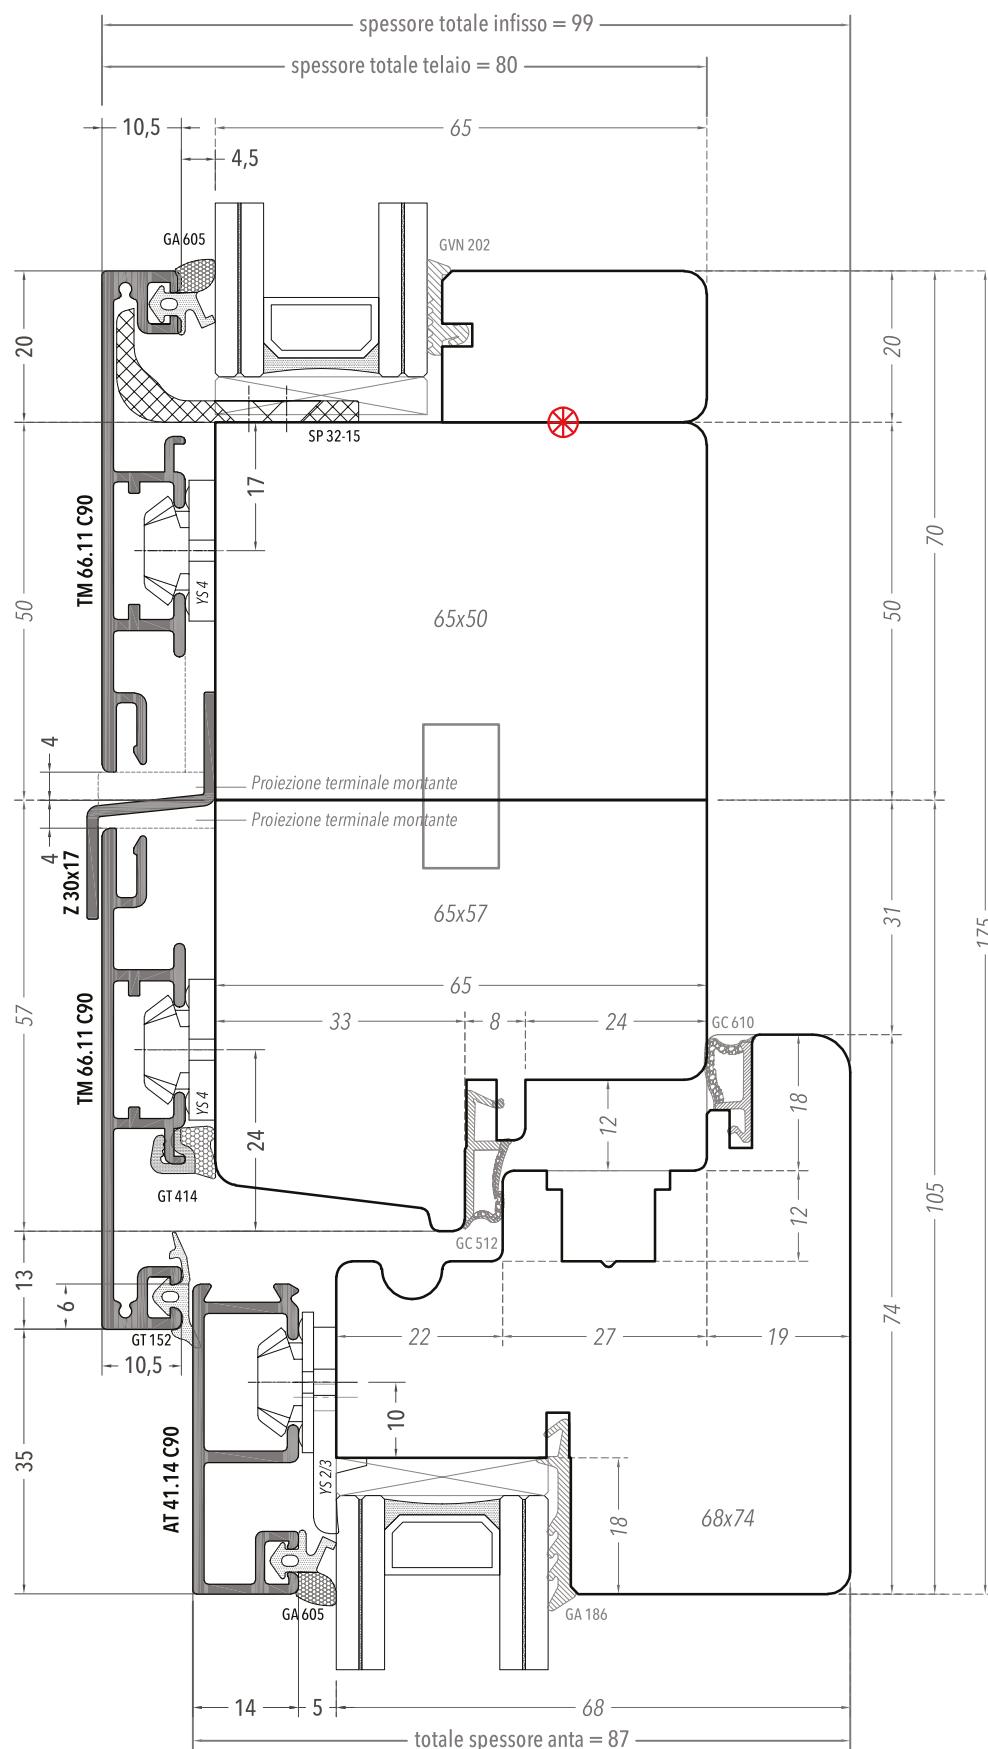 spessore totale infisso = 99
spessore totale telaio = 80
10,5
65
4,5
GA 605
GVN 202
20
20
SP 32-15
17
TM 66.11 C90
YS 4
70
50
65x50
50
4
Proiezione terminale montante
Proiezione terminale montante
4
Z 30x17
65x57
31
175
65
57
33
8
24
GC 610
TM 66.11 C90
YS 4
24
12
18
GT 414
105
12
GC 512
13
6
74
GT 152
22
27
19
10,5
10
35
AT 41.14 C90
YS 2/3
18
68x74
GA 605
GA 186
14
5
68
totale spessore anta = 87